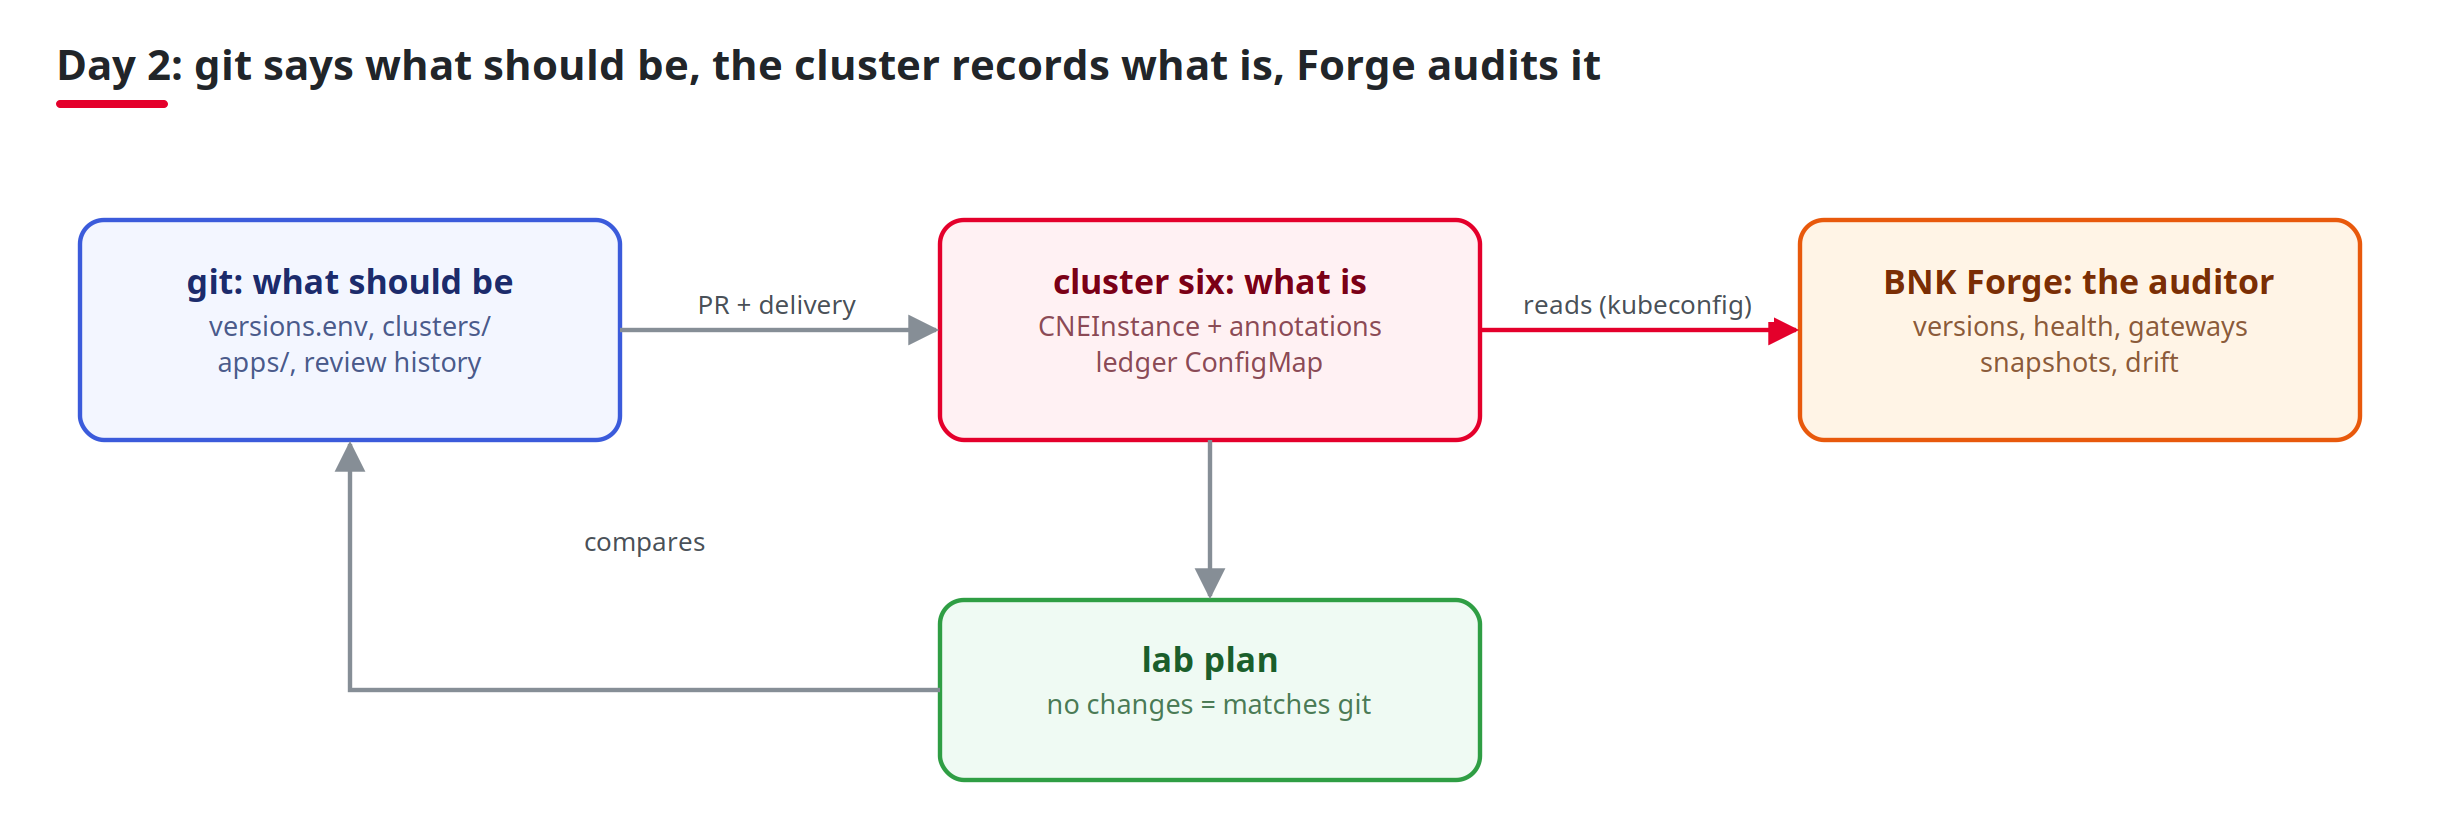 Day 2: git says what should be, the cluster records what is, Forge audits it
git: what should be
versions.env, clusters/
apps/, review history
PR + delivery
cluster six: what is
CNEInstance + annotations
ledger ConfigMap
reads (kubeconfig)
BNK Forge: the auditor
versions, health, gateways
snapshots, drift
compares
lab plan
no changes = matches git